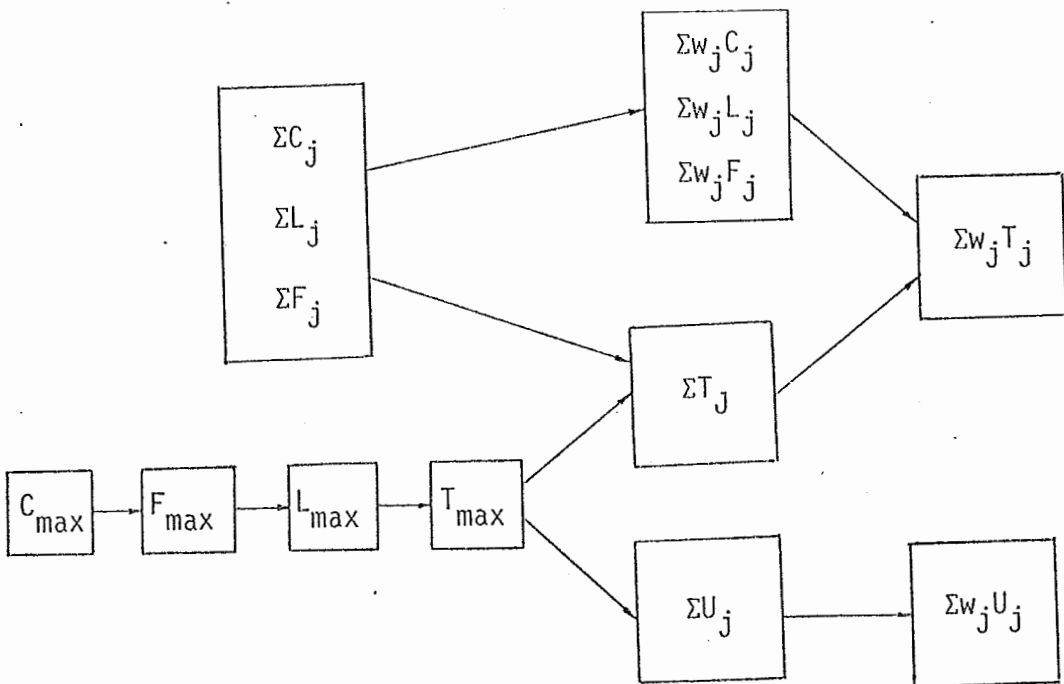 ΣC_j
ΣL_j
ΣF_j
Σw_jC_j
Σw_jL_j
Σw_jF_j
Σw_jT_j
ΣT_j
C_max
F_max
L_max
T_max
ΣU_j
Σw_jU_j